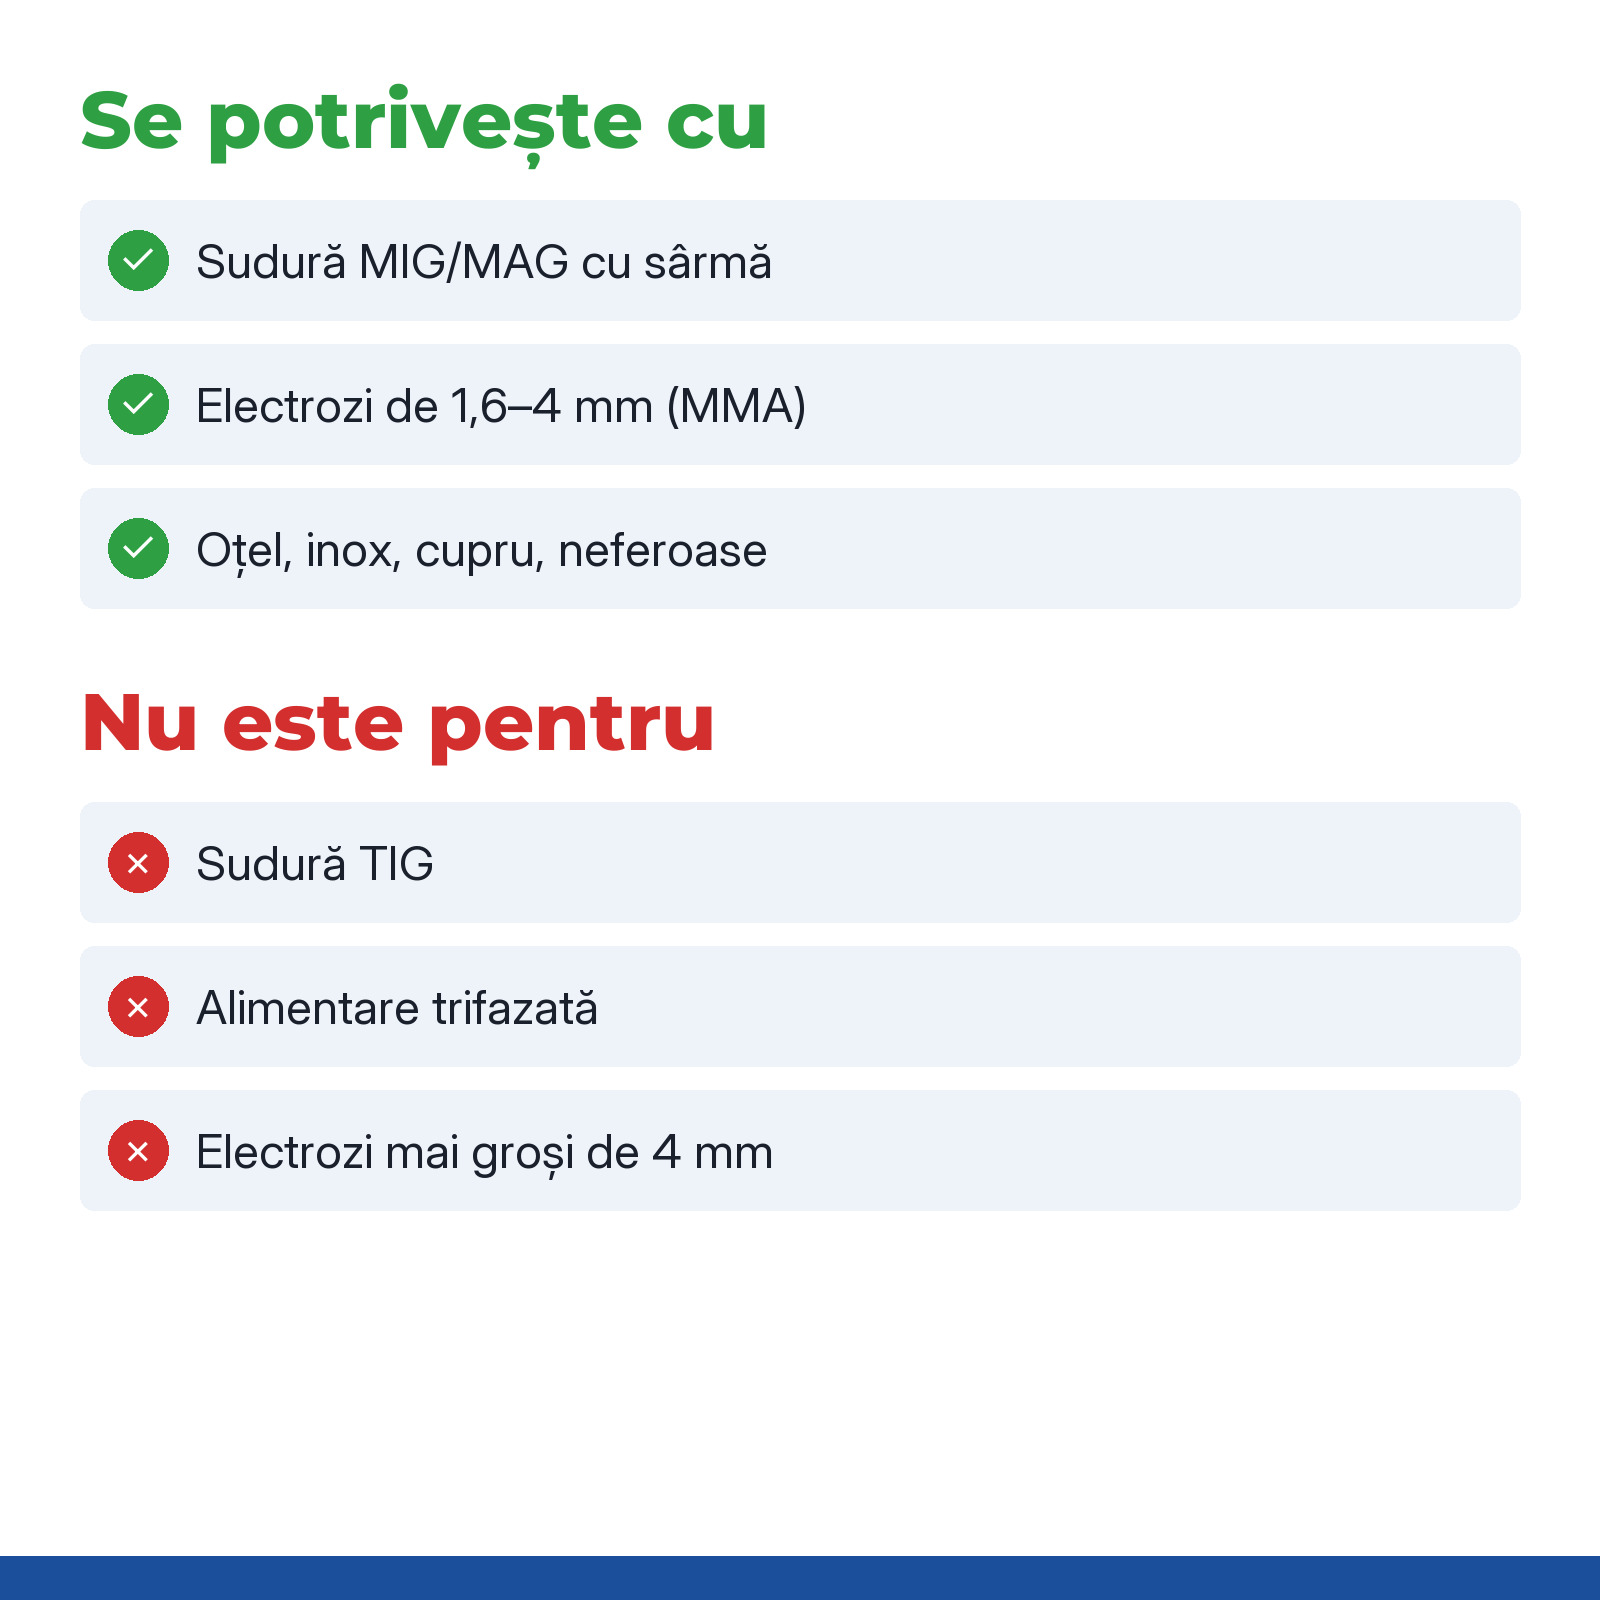 Se potrivește cu
Sudură MIG/MAG cu sârmă
Electrozi de 1,6–4 mm (MMA)
Oțel, inox, cupru, neferoase
Nu este pentru
Sudură TIG
Alimentare trifazată
Electrozi mai groși de 4 mm